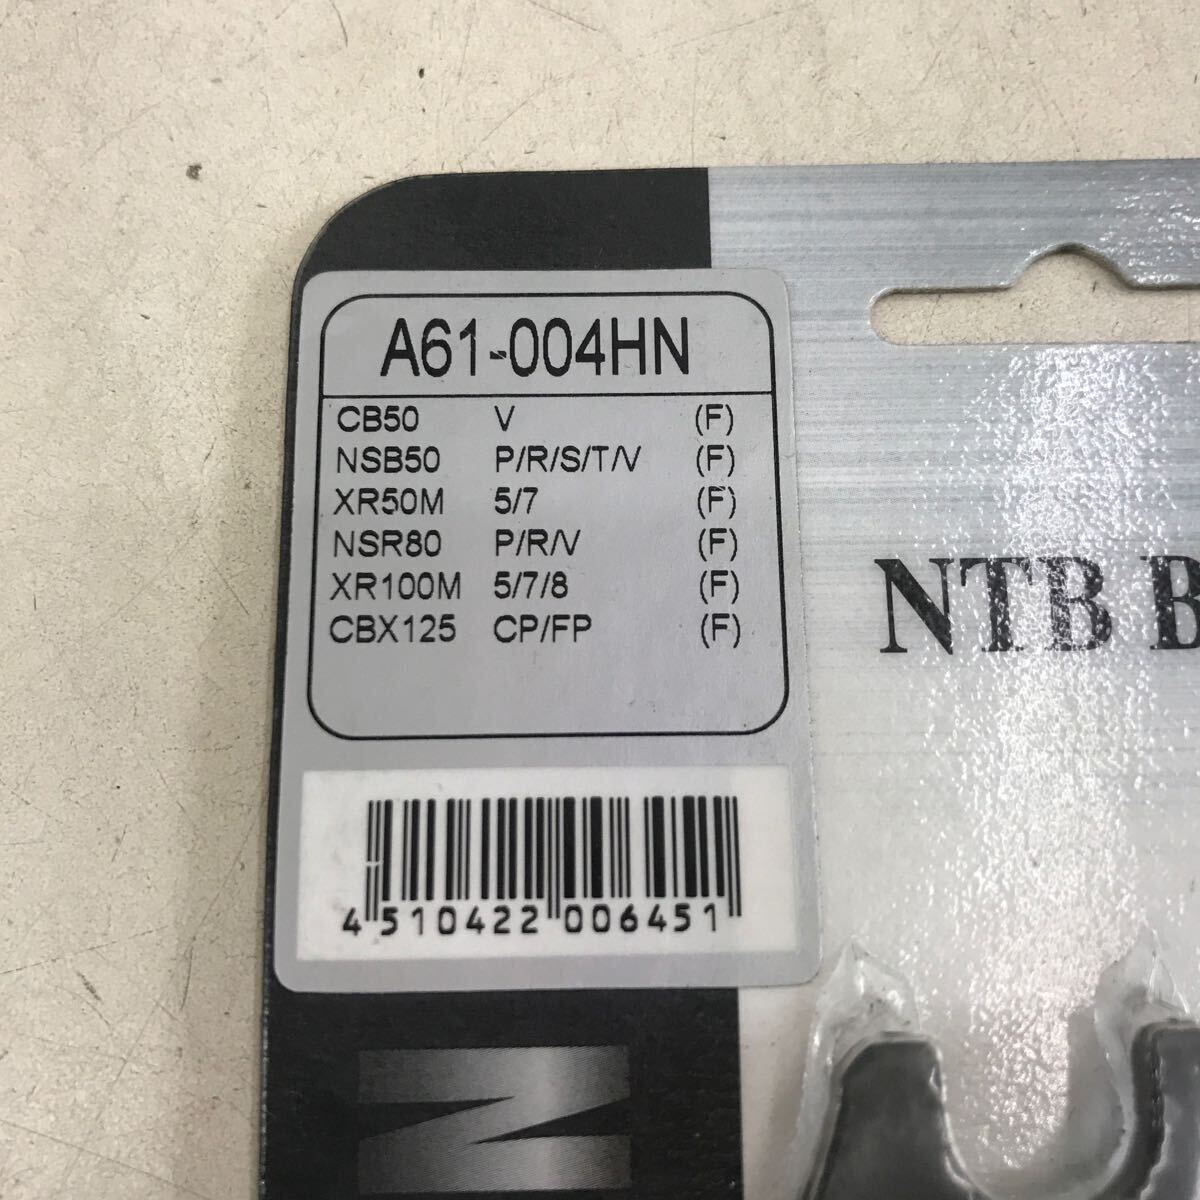 A61-004HN
CB50 V (F)
NSB50 P/R/S/T/V (F)
XR50M 5/7 (F)
NSR80 P/R/V (F)
XR100M 5/7/8 (F)
CBX125 CP/FP (F)
4 510422 006451
NTB B
N